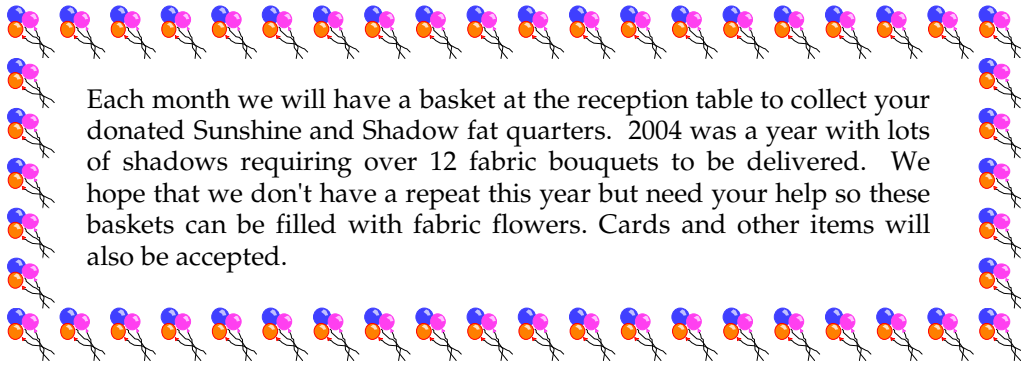 Each month we will have a basket at the reception table to collect your
donated Sunshine and Shadow fat quarters.  2004 was a year with lots
of shadows requiring over 12 fabric bouquets to be delivered.  We
hope that we don't have a repeat this year but need your help so these
baskets can be filled with fabric flowers. Cards and other items will
also be accepted.